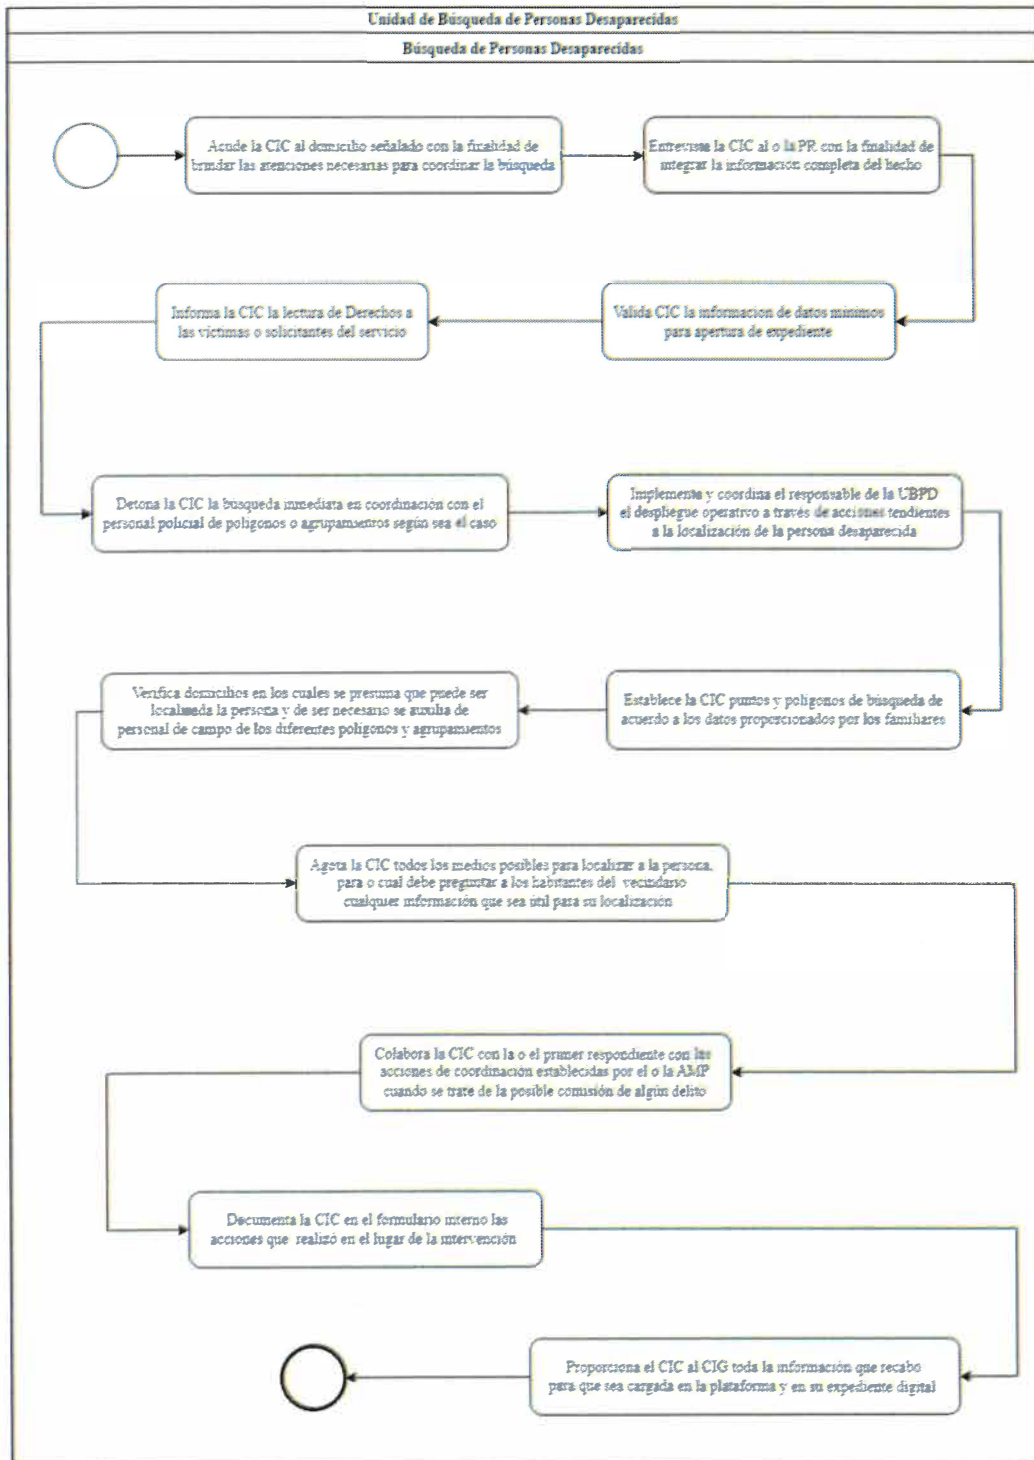 Unidad de Búsqueda de Personas Desaparecidas
Búsqueda de Personas Desaparecidas
Acude la CIC al domicilio señalado con la finalidad de
brindar las atenciones necesarias para coordinar la búsqueda
Entrevista la CIC al o la PR con la finalidad de
integrar la información completa del hecho
Informa la CIC la lectura de Derechos a
las víctimas o solicitantes del servicio
Valida CIC la informacion de datos mínimos
para apertura de expediente
Detona la CIC la búsqueda inmediata en coordinación con el
personal policial de polígonos o agrupamientos según sea el caso
Implementa y coordina el responsable de la UBPD
el despliegue operativo a través de acciones tendientes
a la localización de la persona desaparecida
Verifica domicilios en los cuales se presuma que puede ser
localizada la persona y de ser necesario se auxilia de
personal de campo de los diferentes polígonos y agrupamientos
Establece la CIC puntos y polígonos de búsqueda de
acuerdo a los datos proporcionados por los familiares
Agota la CIC todos los medios posibles para localizar a la persona,
para o cual debe preguntar a los habitantes del vecindario
cualquier información que sea útil para su localización
Colabora la CIC con la o el primer respondiente con las
acciones de coordinación establecidas por el o la AMP
cuando se trate de la posible comisión de algún delito
Documenta la CIC en el formulario interno las
acciones que realizó en el lugar de la intervención
Proporciona el CIC al CIG toda la información que recabo
para que sea cargada en la plataforma y en su expediente digital